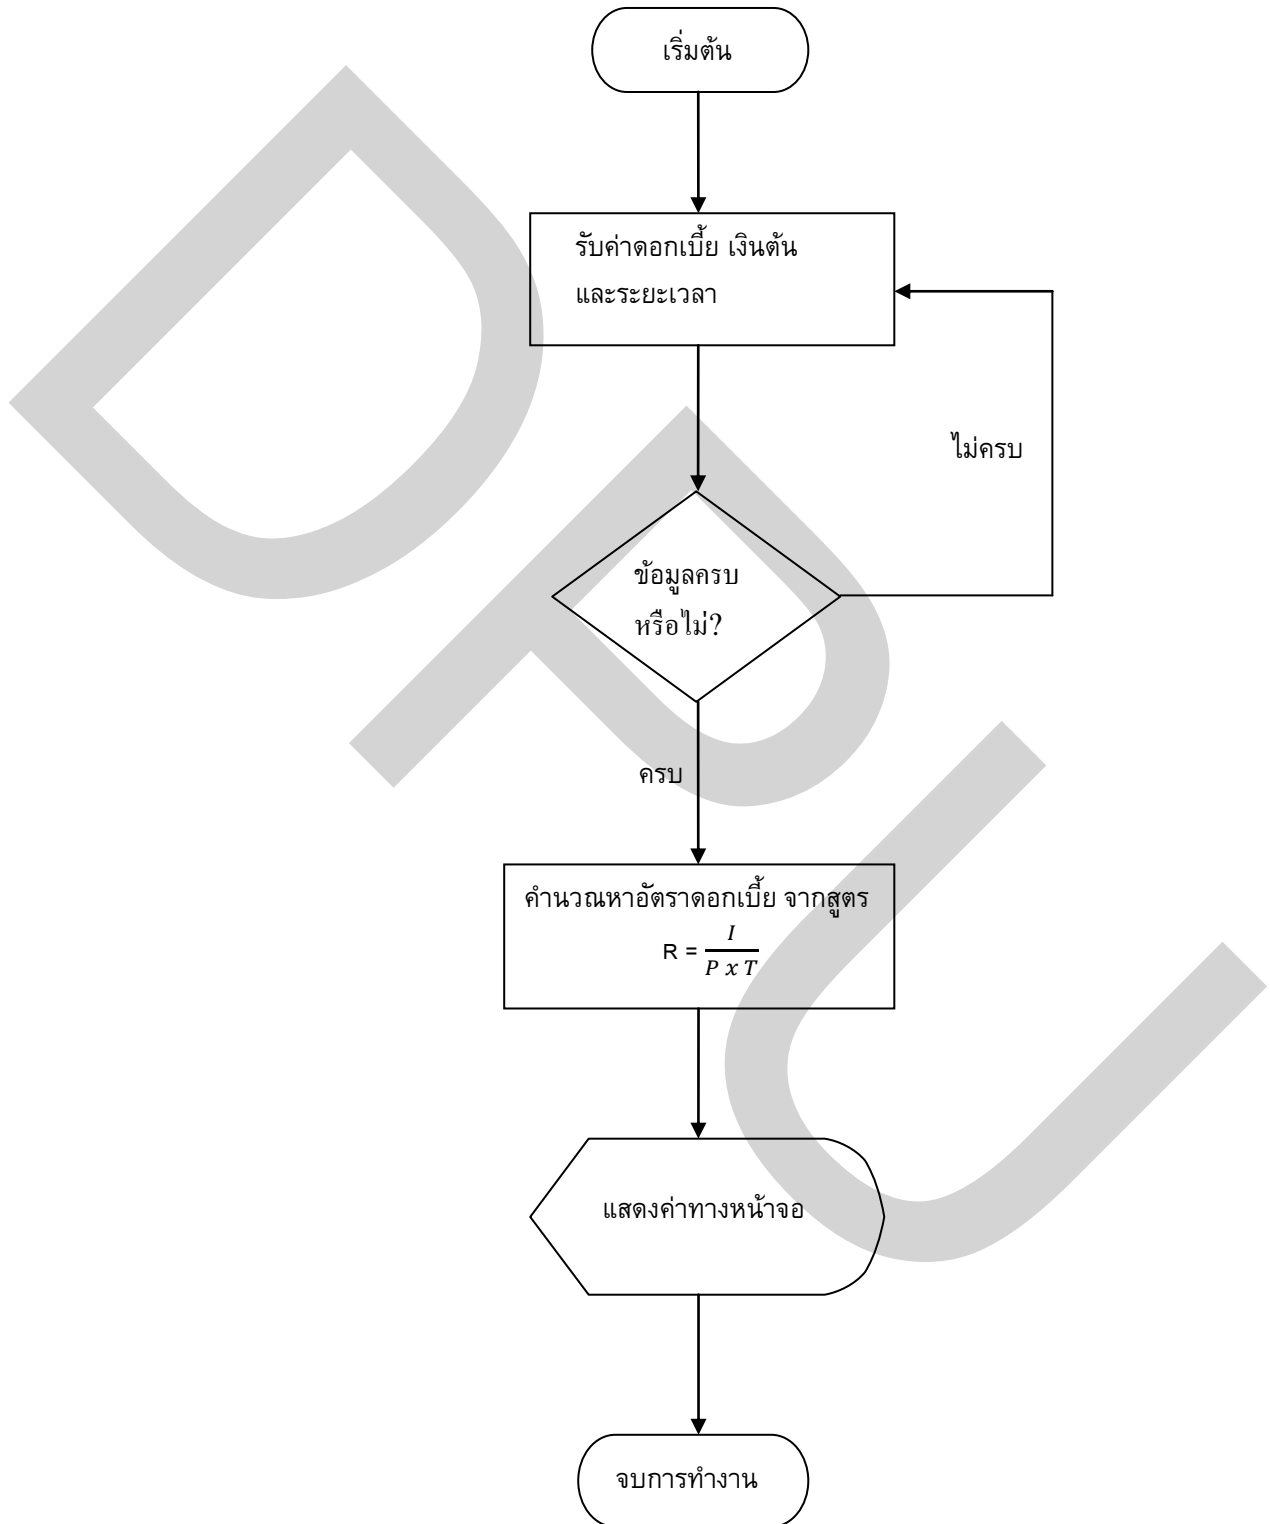 เริ่มต้น
รับค่าดอกเบี้ย เงินต้น
และระยะเวลา
ไม่ครบ
ข้อมูลครบ
หรือไม่?
ครบ
คำนวณหาอัตราดอกเบี้ย จากสูตร
R = I / P x T
แสดงค่าทางหน้าจอ
จบการทำงาน
DPU